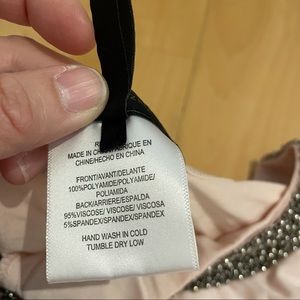 MADE IN CHINA/FABRIQUE EN
CHINE/HECHO EN CHINA
FRONT/AVANT/DELANTE
100%POLYAMIDE/POLYAMIDE/
POLIAMIDA
BACK/ARRIERE/ESPALDA
95%VISCOSE/ VISCOSE/ VISCOSA
5%SPANDEX/SPANDEX/SPANDEX
HAND WASH IN COLD
TUMBLE DRY LOW